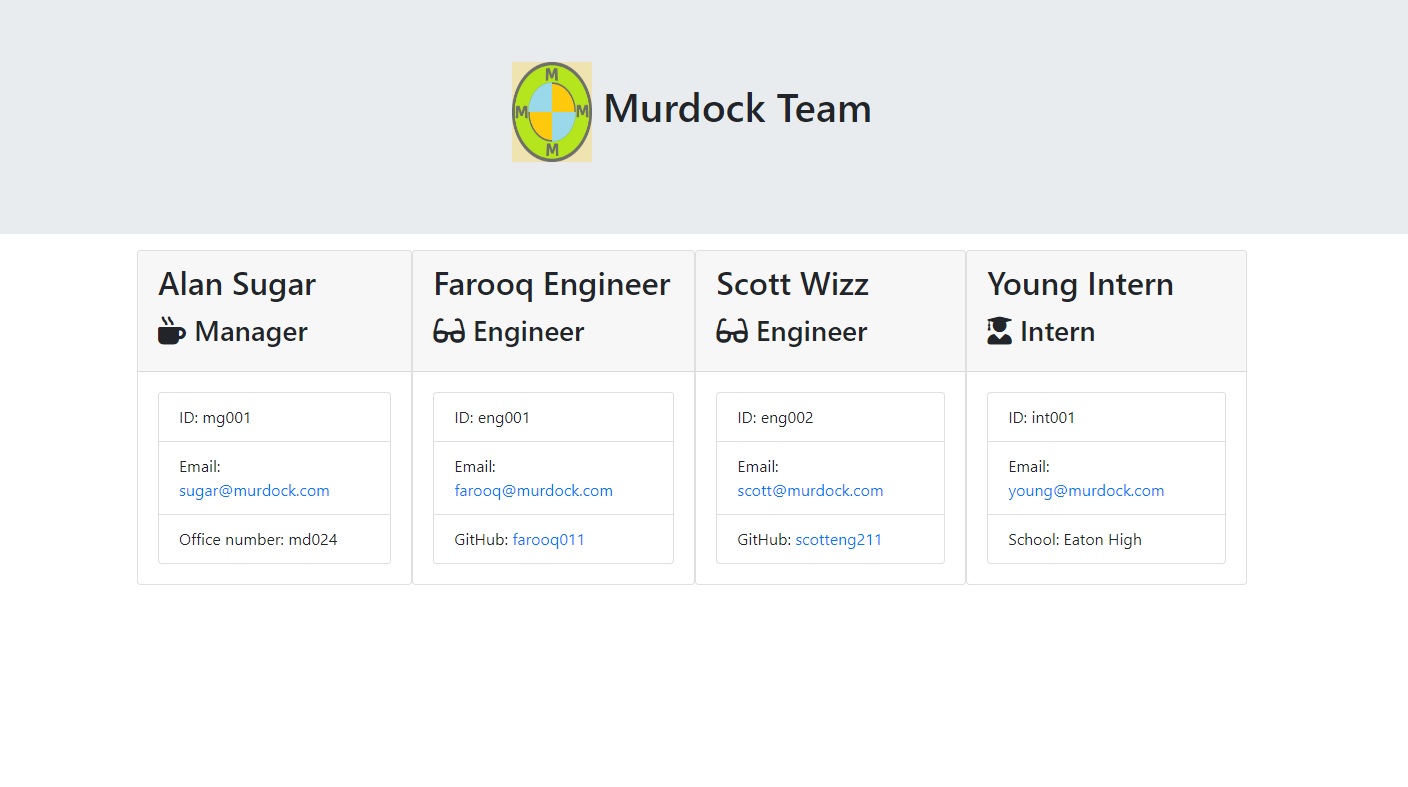 M
M M
M
Murdock Team
Alan Sugar
Manager
ID: mg001
Email:
sugar@murdock.com
Office number: md024
Farooq Engineer
Engineer
ID: eng001
Email:
farooq@murdock.com
GitHub: farooq011
Scott Wizz
Engineer
ID: eng002
Email:
scott@murdock.com
GitHub: scotteng211
Young Intern
Intern
ID: int001
Email:
young@murdock.com
School: Eaton High